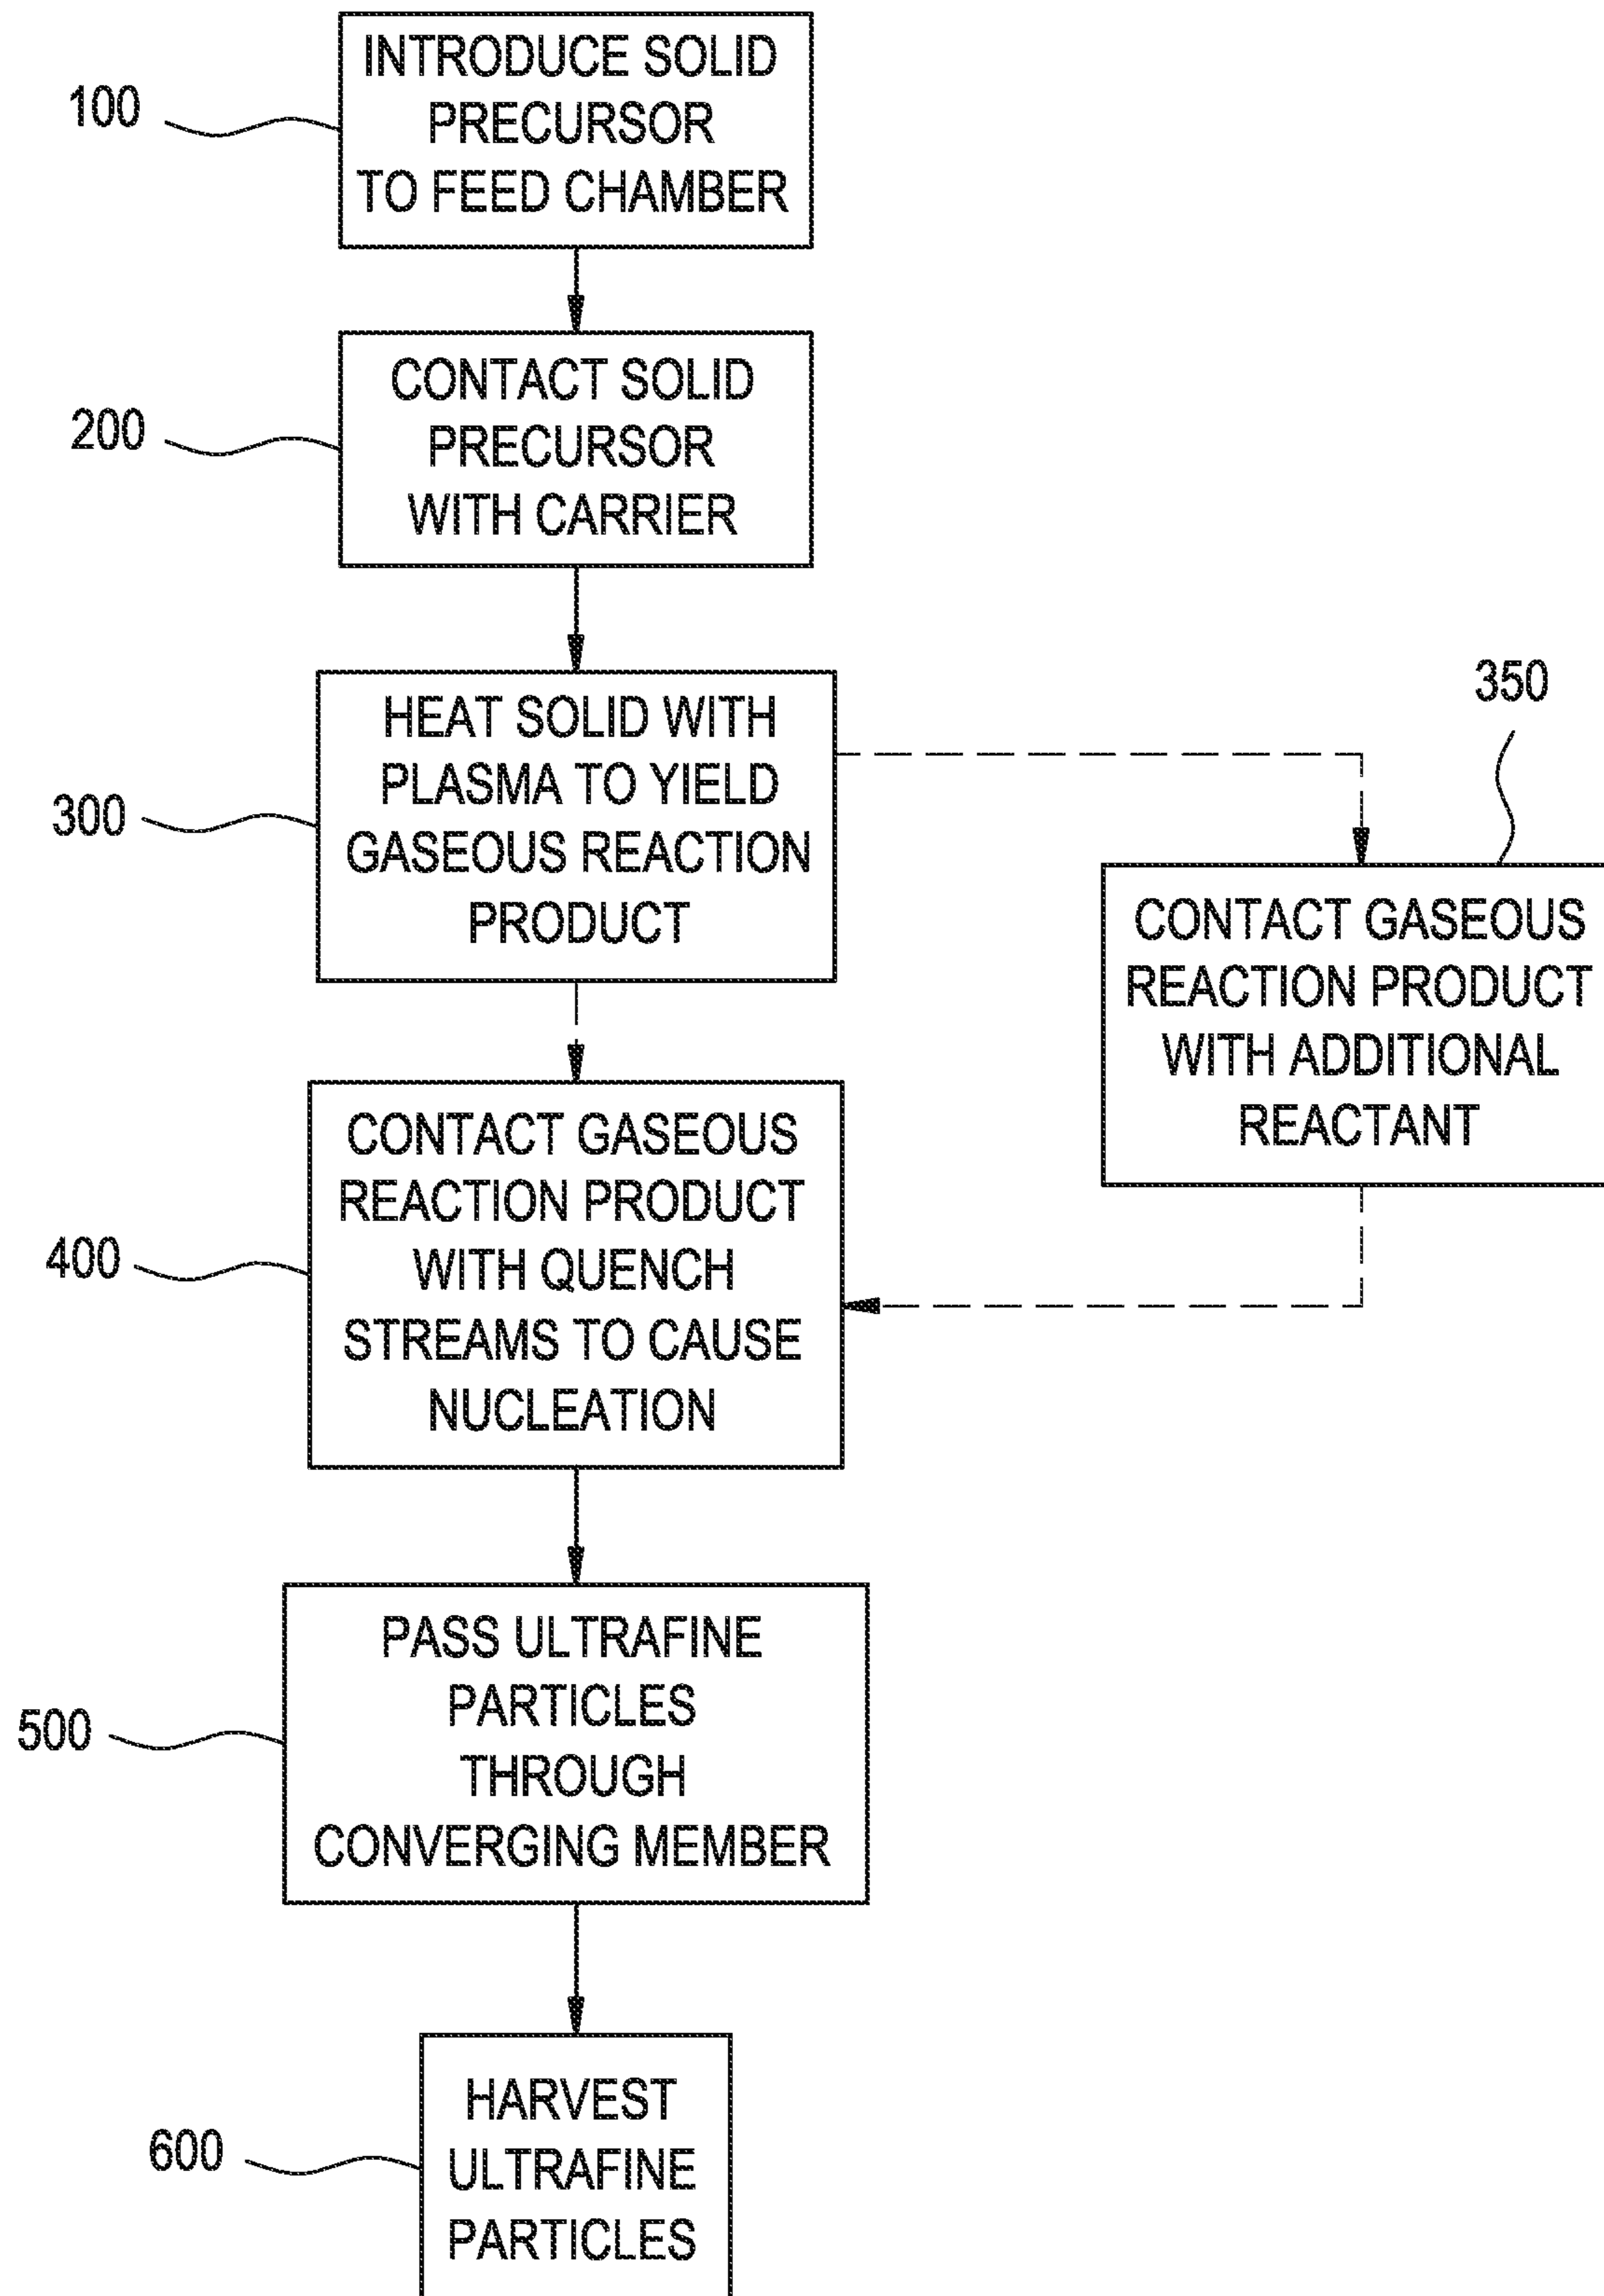 100
INTRODUCE SOLID
PRECURSOR
TO FEED CHAMBER
200
CONTACT SOLID
PRECURSOR
WITH CARRIER
300
HEAT SOLID WITH
PLASMA TO YIELD
GASEOUS REACTION
PRODUCT
350
CONTACT GASEOUS
REACTION PRODUCT
WITH ADDITIONAL
REACTANT
400
CONTACT GASEOUS
REACTION PRODUCT
WITH QUENCH
STREAMS TO CAUSE
NUCLEATION
500
PASS ULTRAFINE
PARTICLES
THROUGH
CONVERGING MEMBER
600
HARVEST
ULTRAFINE
PARTICLES